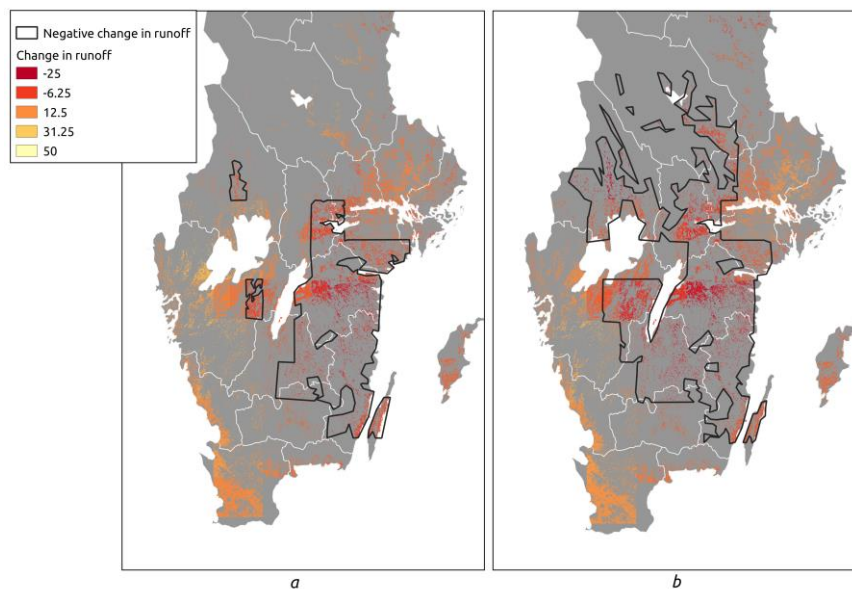 Negative change in runoff
Change in runoff
-25
-6.25
12.5
31.25
50
a
b